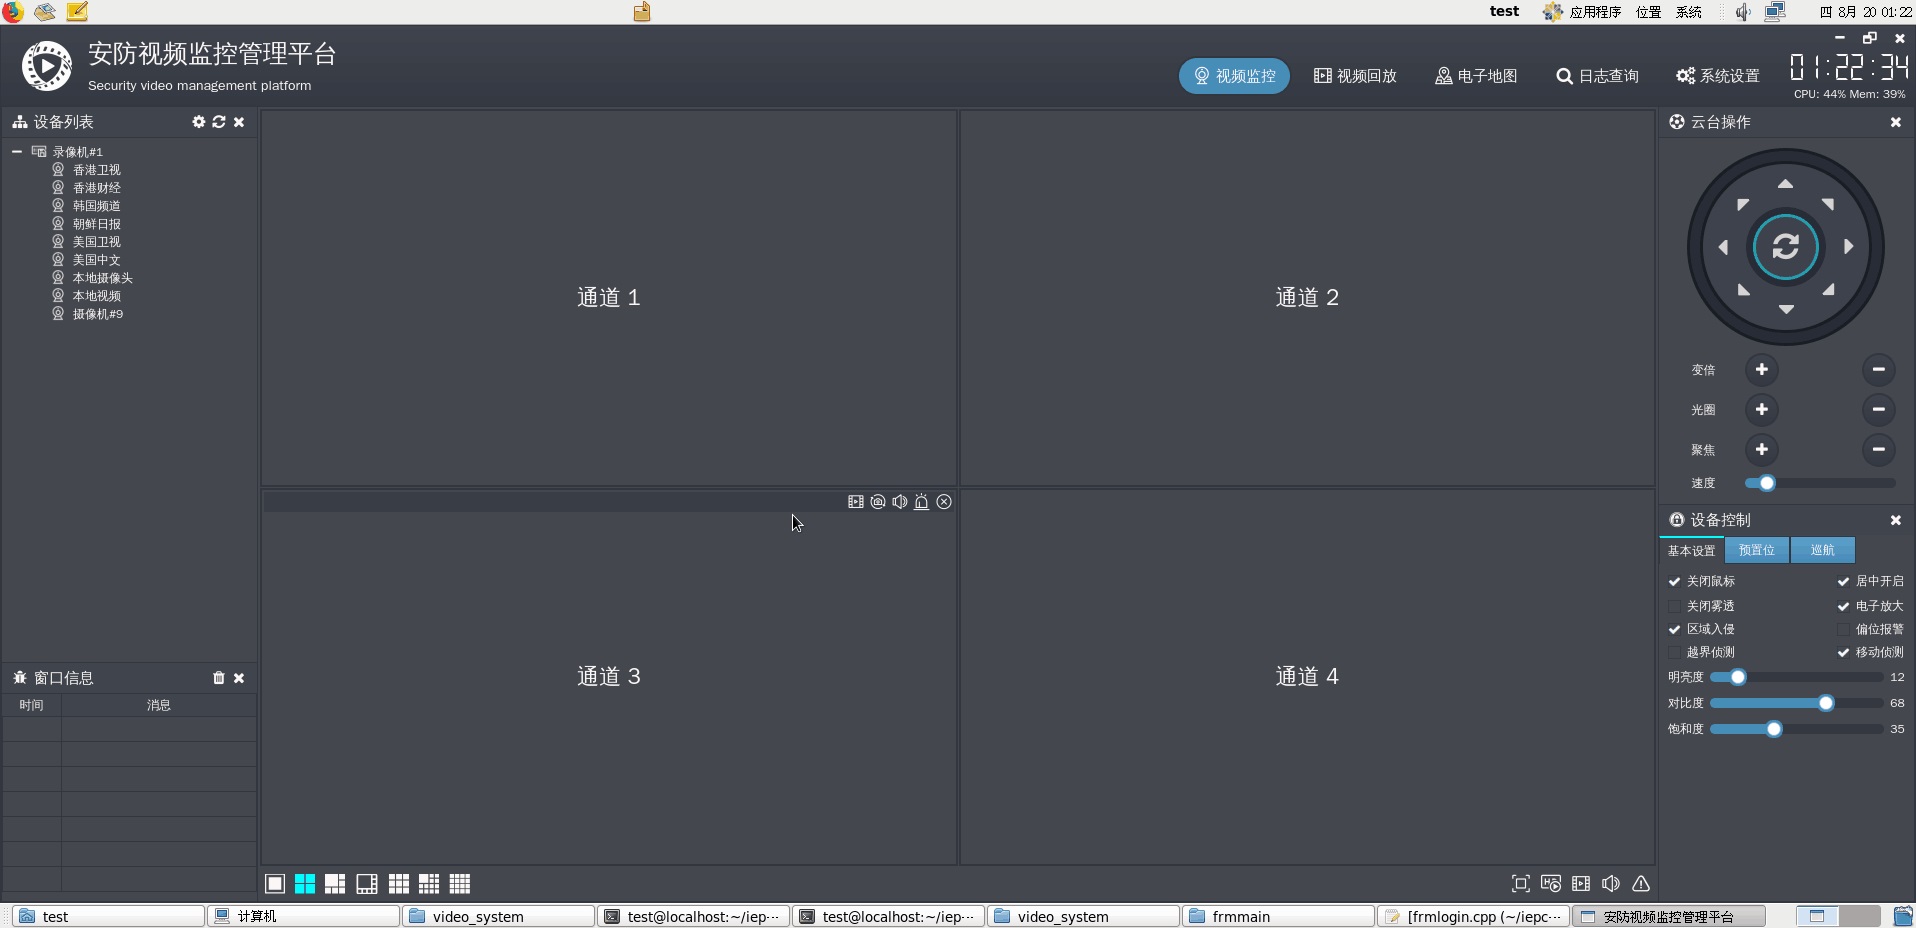 test 应用程序 位置 系统 四 8月 20 01:22
安防视频监控管理平台
Security video management platform
视频监控 视频回放 电子地图 日志查询 系统设置
01:22:34
CPU: 44% Mem: 39%
设备列表
录像机#1
香港卫视
香港财经
韩国频道
朝鲜日报
美国卫视
美国中文
本地摄像头
本地视频
摄像机#9
窗口信息
时间 消息
通道 1
通道 2
通道 3
通道 4
云台操作
变倍
光圈
聚焦
速度
设备控制
基本设置 预置位 巡航
关闭鼠标 居中开启
关闭雾透 电子放大
区域入侵 偏位报警
越界侦测 移动侦测
明亮度 12
对比度 68
饱和度 35
test 计算机 video_system test@localhost:~/iep··· test@localhost:~/iep··· video_system frmmain [frmlogin.cpp (~/iepc··· 安防视频监控管理平台